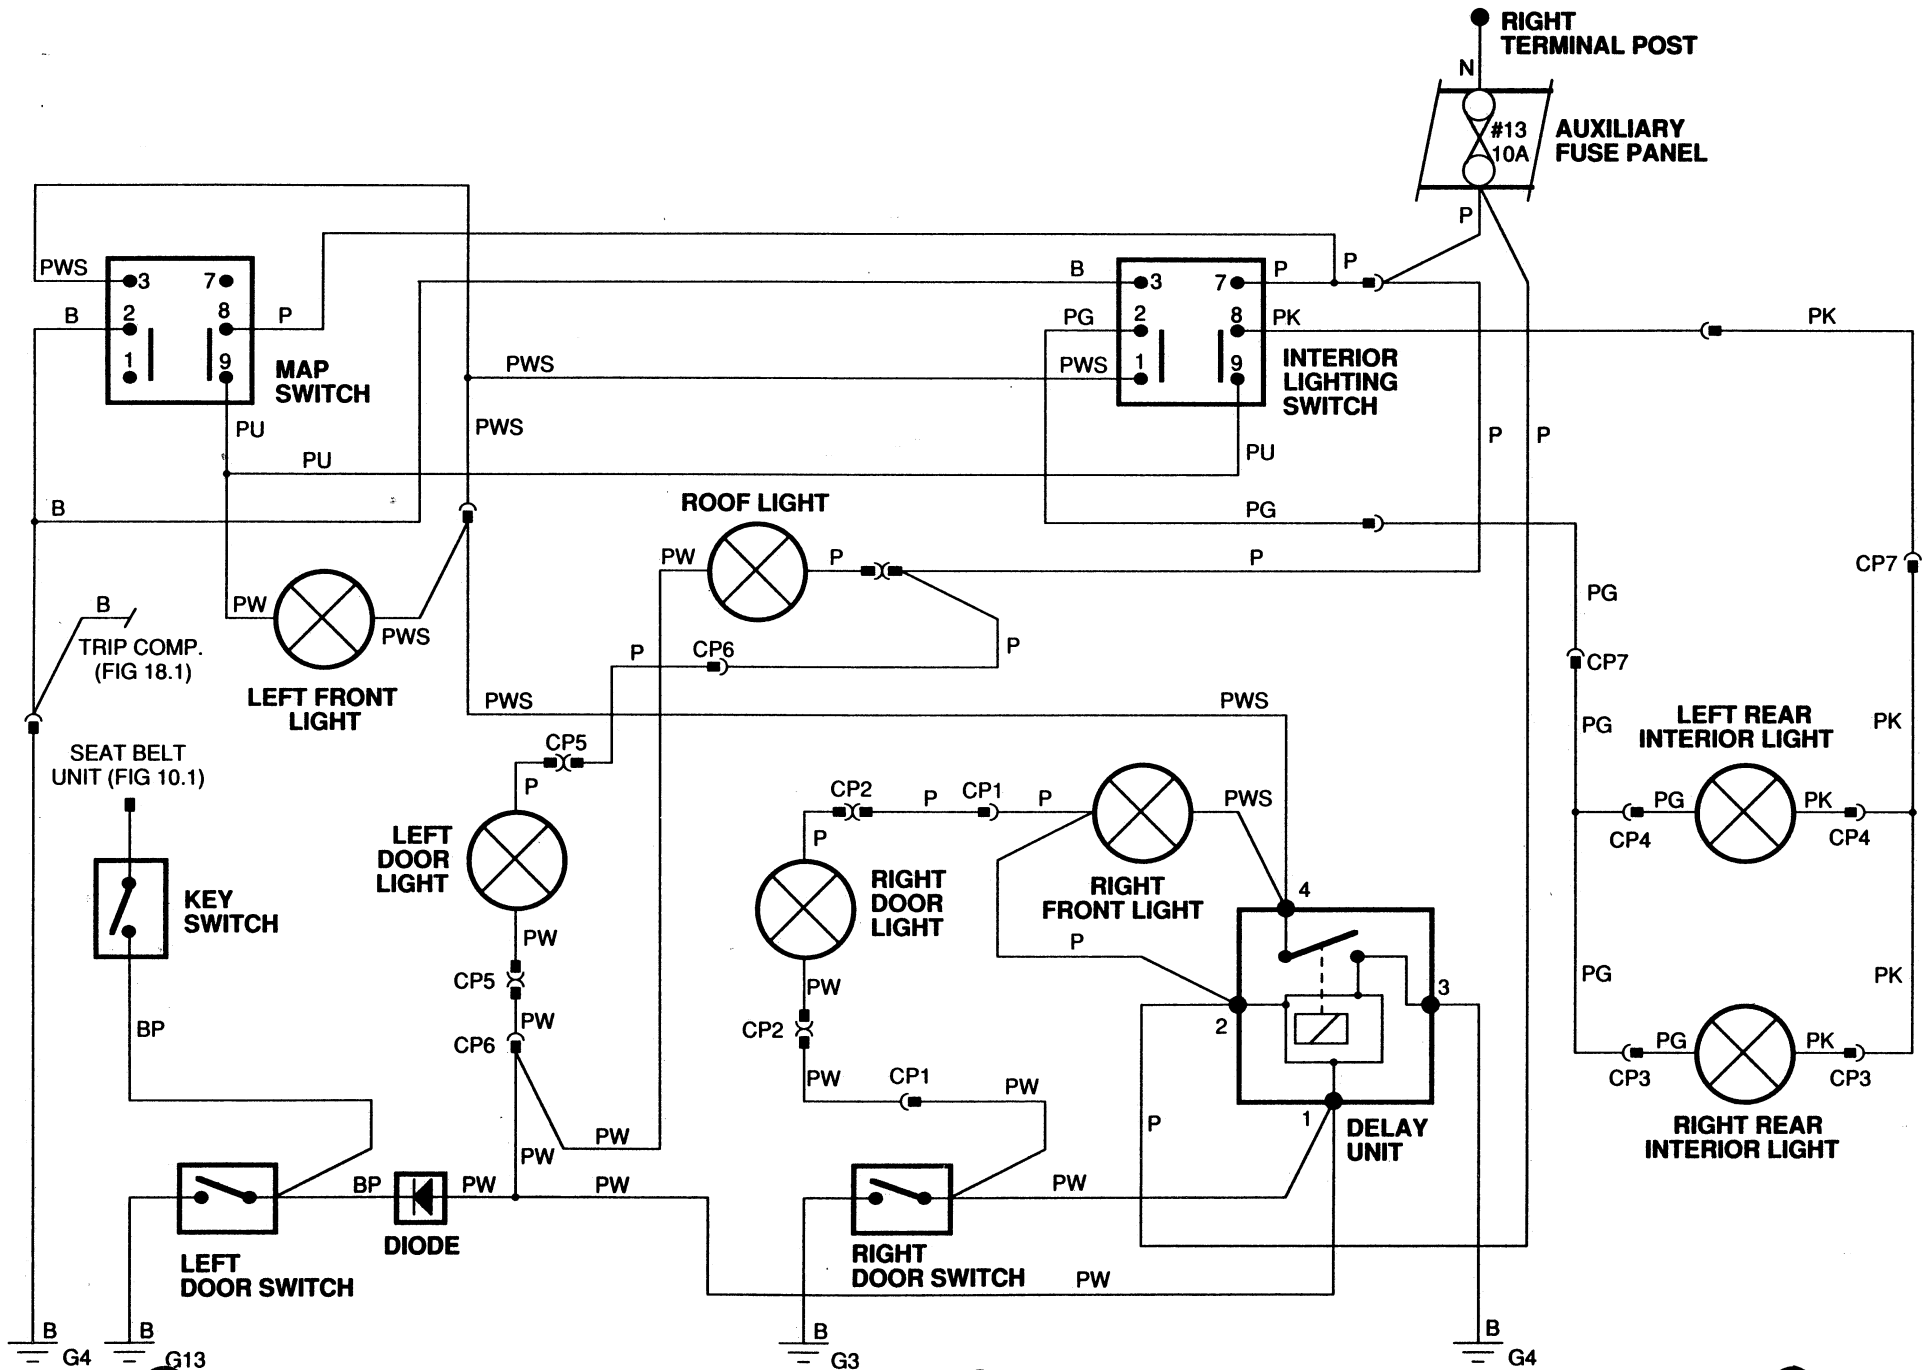 RIGHT
TERMINAL POST
N
#13
10A
AUXILIARY
FUSE PANEL
P
PWS
3
7
B
2
8
P
1
9
MAP
SWITCH
PU
PU
B
PWS
PWS
B
3
7
P
P
PG
2
8
PK
PWS
1
9
INTERIOR
LIGHTING
SWITCH
PU
PK
P
P
PG
P
CP7
PG
CP7
ROOF LIGHT
PW
P
P
P
CP6
B
TRIP COMP.
(FIG 18.1)
PW
PWS
LEFT FRONT
LIGHT
PWS
PWS
SEAT BELT
UNIT (FIG 10.1)
KEY
SWITCH
BP
CP5
P
LEFT
DOOR
LIGHT
PW
CP5
PW
CP6
PW
PW
CP2
P
CP1
P
P
RIGHT
DOOR
LIGHT
PW
CP2
PW
CP1
PW
PWS
RIGHT
FRONT LIGHT
P
4
2
3
1
DELAY
UNIT
P
PG
LEFT REAR
INTERIOR LIGHT
PK
PG
PK
CP4
CP4
PG
PK
PG
PK
CP3
CP3
RIGHT REAR
INTERIOR LIGHT
BP
PW
PW
DIODE
LEFT
DOOR SWITCH
PW
RIGHT
DOOR SWITCH
PW
B
G4
B
G13
B
G3
B
G4